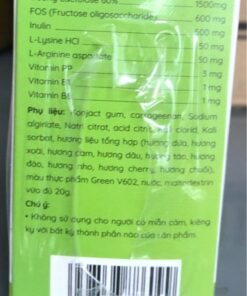 60% 1500mg
FOS (Fructose oligosaccharide) 600 mg
Inulin 500 mg
L-Lysine HCl 50 mg
L-Arginine aspartate 50 mg
Vitamin PP 3 mg
Vitamin B1 1 mg
Vitamin B6 1 mg
Phụ liệu: Konjact gum, carrageenan, Sodium
alginate, Natri citrat, acid citric, calci clorid, Kali
sorbat, hương liệu tổng hợp (hương dứa, hương
xoài, hương cam, hương dâu, hương táo, hương
đào, hương nho, hương cherry, hương chuối),
màu thực phẩm Green V602, nước, maltordextrin
vừa đủ 20g.
Chú ý:
• Không sử dụng cho người có mẫn cảm, kiêng
kỵ với bất kỳ thành phần nào của sản phẩm.